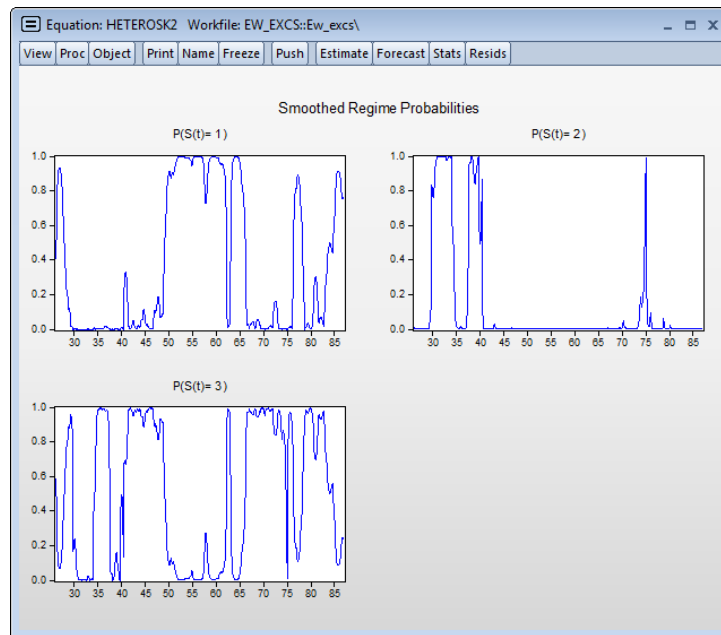 Equation: HETEROSK2 Workfile: EW_EXCS::Ew_excs\
View Proc Object Print Name Freeze Push Estimate Forecast Stats Resids
Smoothed Regime Probabilities
P(S(t)= 1)
1.0
0.8
0.6
0.4
0.2
0.0
30 35 40 45 50 55 60 65 70 75 80 85
P(S(t)= 2)
1.0
0.8
0.6
0.4
0.2
0.0
30 35 40 45 50 55 60 65 70 75 80 85
P(S(t)= 3)
1.0
0.8
0.6
0.4
0.2
0.0
30 35 40 45 50 55 60 65 70 75 80 85